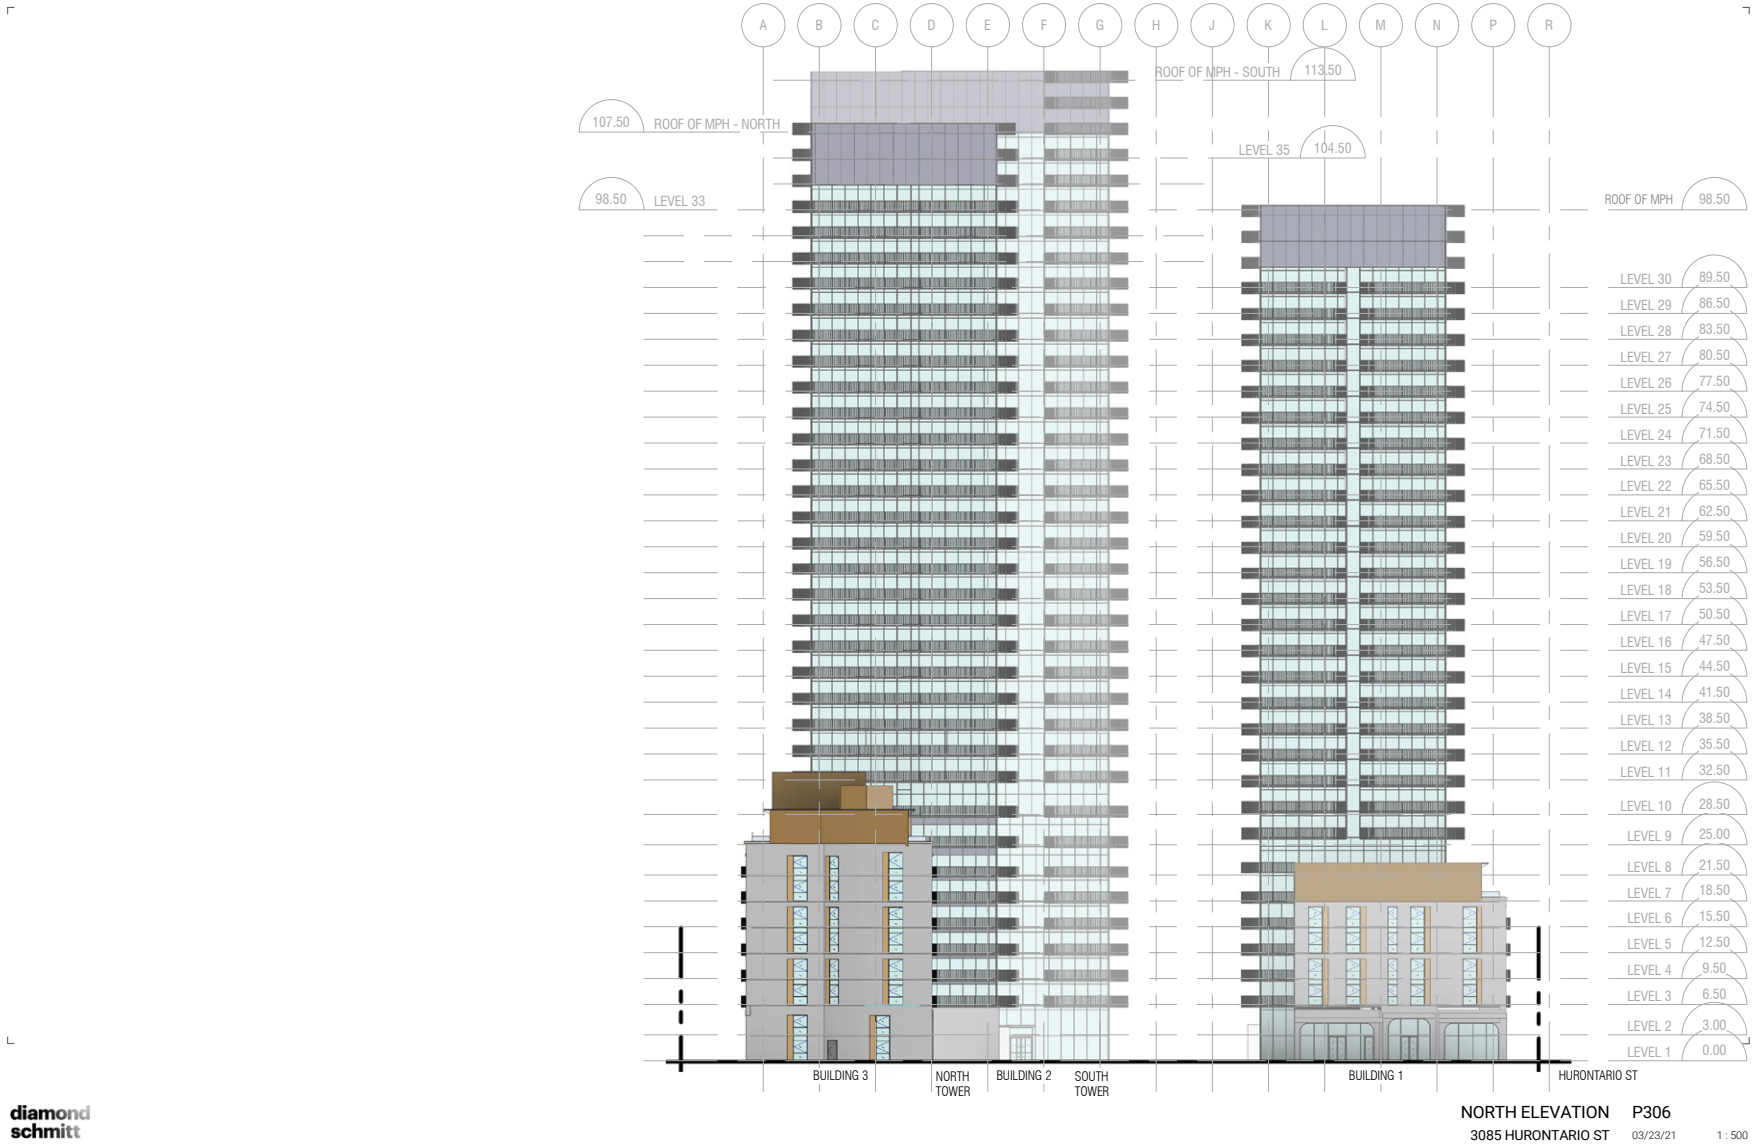 A B C D E F G H J K L M N P R
ROOF OF MPH - SOUTH 113.50
107.50 ROOF OF MPH - NORTH
LEVEL 35 104.50
98.50 LEVEL 33
ROOF OF MPH 98.50
LEVEL 30 89.50
LEVEL 29 86.50
LEVEL 28 83.50
LEVEL 27 80.50
LEVEL 26 77.50
LEVEL 25 74.50
LEVEL 24 71.50
LEVEL 23 68.50
LEVEL 22 65.50
LEVEL 21 62.50
LEVEL 20 59.50
LEVEL 19 56.50
LEVEL 18 53.50
LEVEL 17 50.50
LEVEL 16 47.50
LEVEL 15 44.50
LEVEL 14 41.50
LEVEL 13 38.50
LEVEL 12 35.50
LEVEL 11 32.50
LEVEL 10 28.50
LEVEL 9 25.00
LEVEL 8 21.50
LEVEL 7 18.50
LEVEL 6 15.50
LEVEL 5 12.50
LEVEL 4 9.50
LEVEL 3 6.50
LEVEL 2 3.00
LEVEL 1 0.00
BUILDING 3
NORTH
TOWER
BUILDING 2
SOUTH
TOWER
BUILDING 1
HURONTARIO ST
diamond
schmitt
NORTH ELEVATION P306
3085 HURONTARIO ST 03/23/21 1 : 500